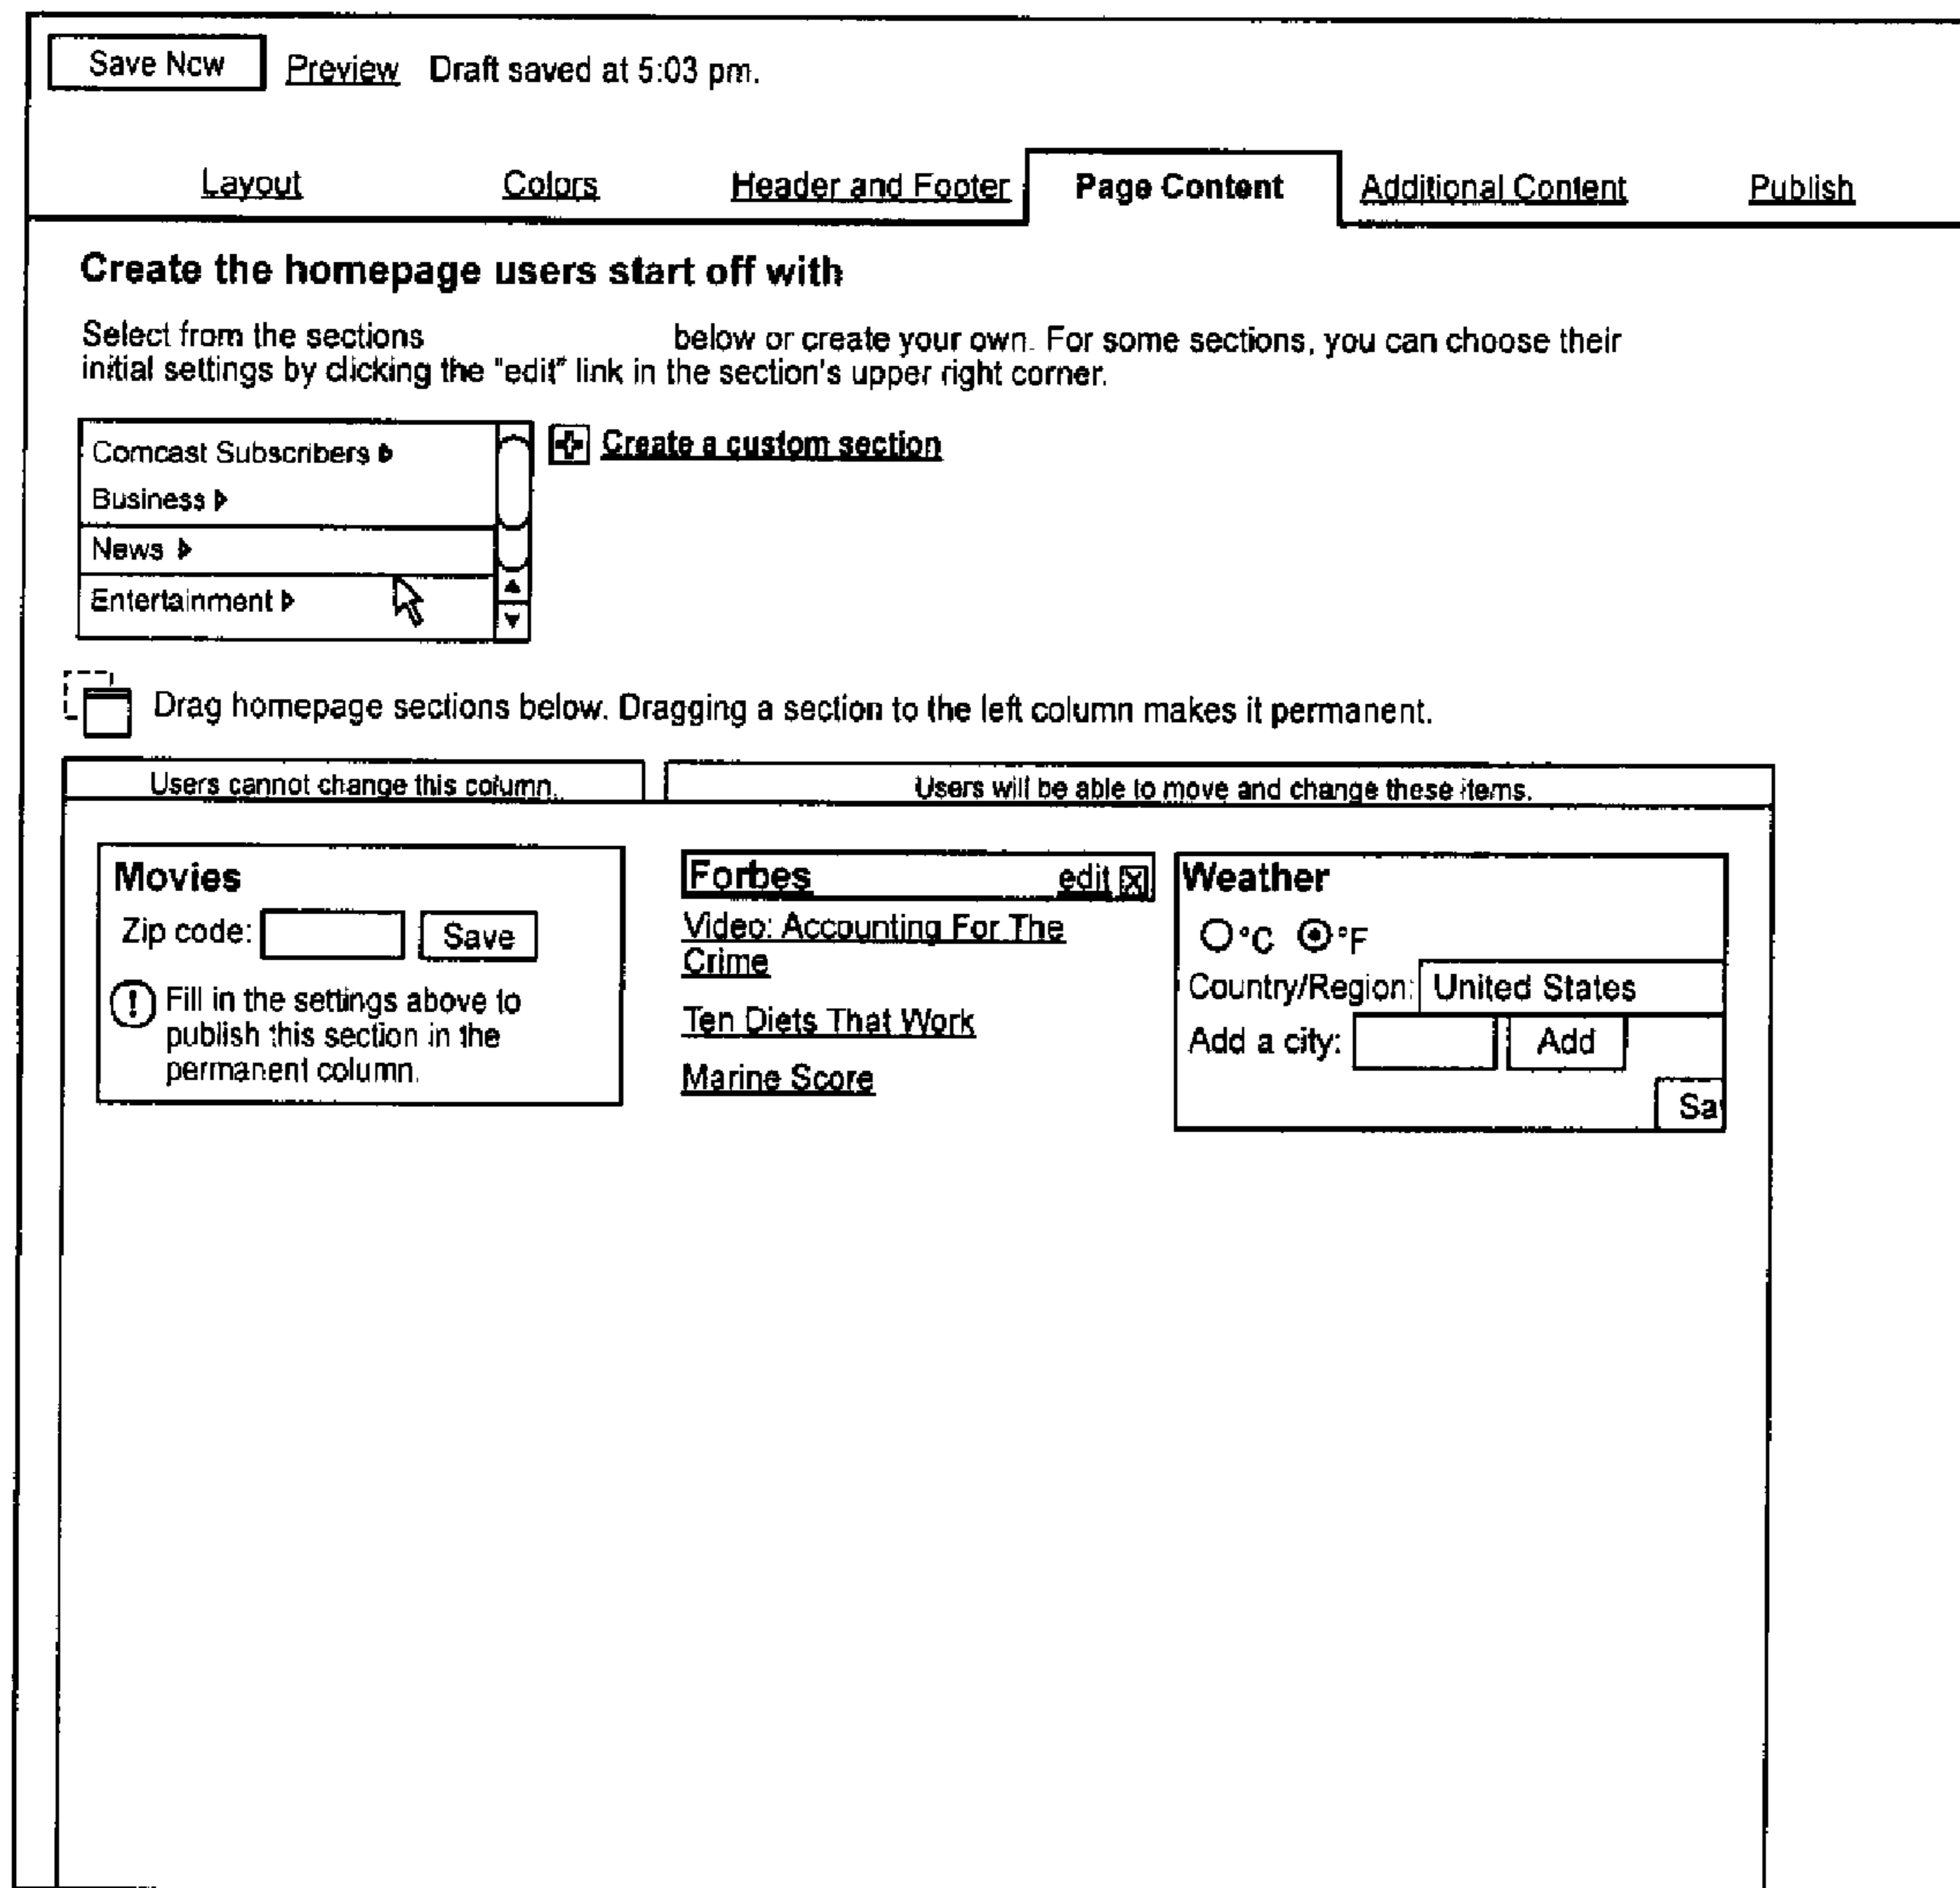 Save Now Preview Draft saved at 5:03 pm.
Layout Colors Header and Footer Page Content Additional Content Publish
Create the homepage users start off with
Select from the sections below or create your own. For some sections, you can choose their
initial settings by clicking the "edit" link in the section's upper right corner.
Comcast Subscribers
Create a custom section
Business
News
Entertainment
Drag homepage sections below. Dragging a section to the left column makes it permanent.
Users cannot change this column.
Users will be able to move and change these items.
Movies
Zip code: Save
Fill in the settings above to
publish this section in the
permanent column.
Forbes edit
Video: Accounting For The
Crime
Ten Diets That Work
Marine Score
Weather
°C °F
Country/Region: United States
Add a city: Add
Sa